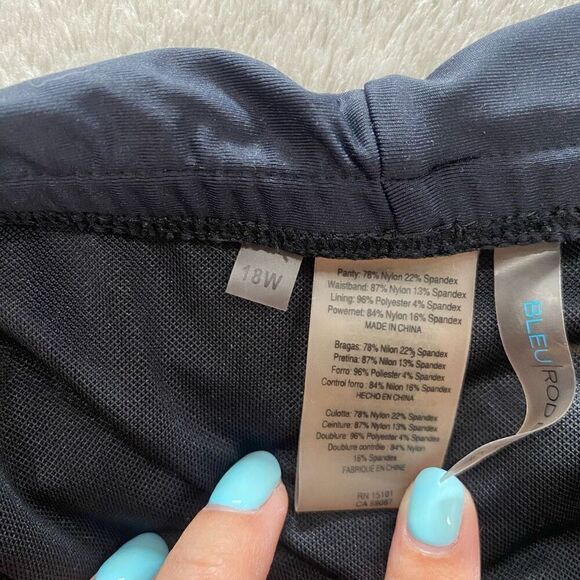 18W
Panty: 78% Nylon 22% Spandex
Waistband: 87% Nylon 13% Spandex
Lining: 96% Polyester 4% Spandex
Powernet: 84% Nylon 16% Spandex
MADE IN CHINA
Bragas: 78% Nilon 22% Spandex
Pretina: 87% Nilon 13% Spandex
Forro: 96% Poliester 4% Spandex
Control forro : 84% Nilon 16% Spandex
HECHO EN CHINA
Culotte: 78% Nylon 22% Spandex
Ceinture: 87% Nylon 13% Spandex
Doublure: 96% Polyester 4% Spandex
Doublure contrôle : 84% Nylon
16% Spandex
FABRIQUÉ EN CHINE
RN 15101
CA
BLEU|ROD